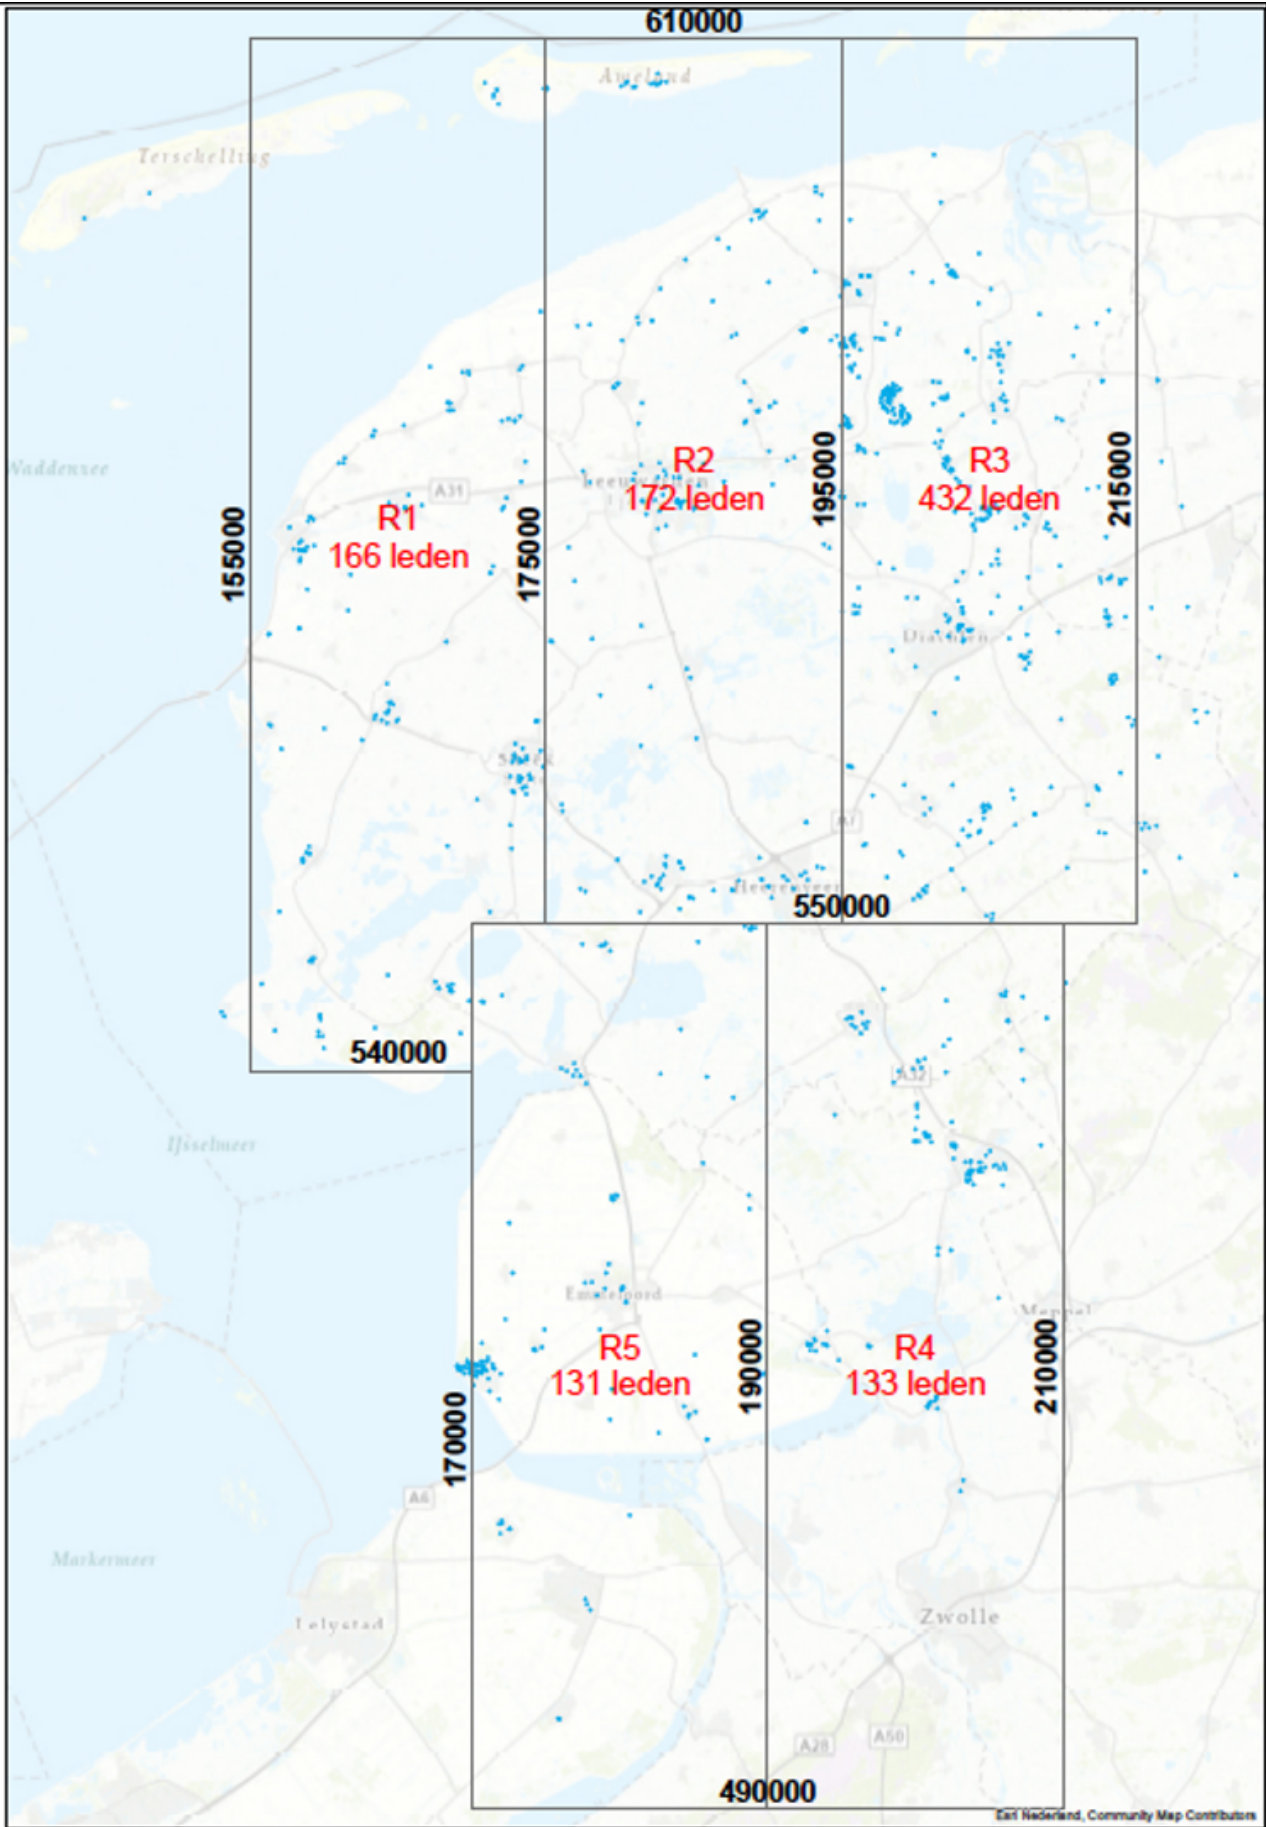 610000
Ameland
Terschelling
Waddenzee
R2
172 leden
R3
432 leden
A31
R1
166 leden
155000
175000
195000
215000
Drachten
A7
Heerenveen
550000
540000
A32
IJsselmeer
Emmeloord
Meppel
R5
131 leden
R4
133 leden
170000
190000
210000
A6
Markermeer
Lelystad
Zwolle
A28
A50
490000
Esri Nederland, Community Map Contributors